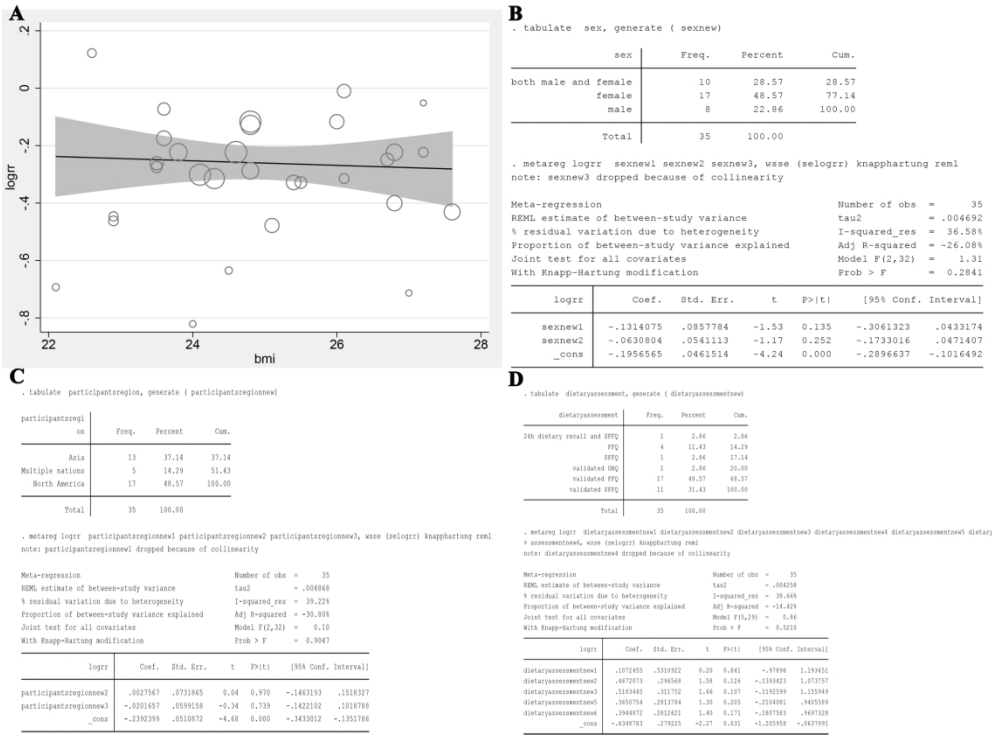 A
.2
0
-.2
-.4
-.6
-.8
logrr
22
24
26
28
bmi
B
. tabulate sex, generate ( sexnew)
sex Freq. Percent Cum.
both male and female 10 28.57 28.57
female 17 48.57 77.14
male 8 22.86 100.00
Total 35 100.00
. metareg logrr sexnew1 sexnew2 sexnew3, wsse (selogrr) knapphartung reml
note: sexnew3 dropped because of collinearity
Meta-regression Number of obs = 35
REML estimate of between-study variance tau2 = .004692
% residual variation due to heterogeneity I-squared_res = 36.58%
Proportion of between-study variance explained Adj R-squared = -26.08%
Joint test for all covariates Model F(2,32) = 1.31
With Knapp-Hartung modification Prob > F = 0.2841
logrr Coef. Std. Err. t P>|t| [95% Conf. Interval]
sexnew1 -.1314075 .0857784 -1.53 0.135 -.3061323 .0433174
sexnew2 -.0630804 .0541113 -1.17 0.252 -.1733016 .0471407
_cons -.1956565 .0461514 -4.24 0.000 -.2896637 -.1016492
C
. tabulate participantsregion, generate ( participantsregionnew)
participantsregi
on Freq. Percent Cum.
Asia 13 37.14 37.14
Multiple nations 5 14.29 51.43
North America 17 48.57 100.00
Total 35 100.00
. metareg logrr participantsregionnew1 participantsregionnew2 participantsregionnew3, wsse (selogrr) knapphartung reml
note: participantsregionnew1 dropped because of collinearity
Meta-regression Number of obs = 35
REML estimate of between-study variance tau2 = .004868
% residual variation due to heterogeneity I-squared_res = 39.22%
Proportion of between-study variance explained Adj R-squared = -30.80%
Joint test for all covariates Model F(2,32) = 0.10
With Knapp-Hartung modification Prob > F = 0.9047
logrr Coef. Std. Err. t P>|t| [95% Conf. Interval]
participantsregionnew2 .0027567 .0731865 0.04 0.970 -.1463193 .1518327
participantsregionnew3 -.0201657 .0599158 -0.34 0.739 -.1422102 .1018788
_cons -.2392399 .0510872 -4.68 0.000 -.3433012 -.1351786
D
. tabulate dietaryassessment, generate ( dietaryassessmentnew)
dietaryassessment Freq. Percent Cum.
24h dietary recall and SFFQ 1 2.86 2.86
FFQ 4 11.43 14.29
SFFQ 1 2.86 17.14
validated DHQ 1 2.86 20.00
validated FFQ 17 48.57 68.57
validated SFFQ 11 31.43 100.00
Total 35 100.00
. metareg logrr dietaryassessmentnew1 dietaryassessmentnew2 dietaryassessmentnew3 dietaryassessmentnew4 dietaryassessmentnew5 dietary
> assessmentnew6, wsse (selogrr) knapphartung reml
note: dietaryassessmentnew4 dropped because of collinearity
Meta-regression Number of obs = 35
REML estimate of between-study variance tau2 = .004258
% residual variation due to heterogeneity I-squared_res = 38.66%
Proportion of between-study variance explained Adj R-squared = -14.42%
Joint test for all covariates Model F(5,29) = 0.86
With Knapp-Hartung modification Prob > F = 0.5210
logrr Coef. Std. Err. t P>|t| [95% Conf. Interval]
dietaryassessmentnew1 .1072455 .5310922 0.20 0.841 -.97896 1.193451
dietaryassessmentnew2 .4672073 .296568 1.58 0.126 -.1393423 1.073757
dietaryassessmentnew3 .5183445 .311752 1.66 0.107 -.1192599 1.155949
dietaryassessmentnew5 .3650754 .2813784 1.30 0.205 -.2104081 .9405589
dietaryassessmentnew6 .3944872 .2812621 1.40 0.171 -.1807583 .9697328
_cons -.6348783 .279225 -2.27 0.031 -1.205958 -.0637991